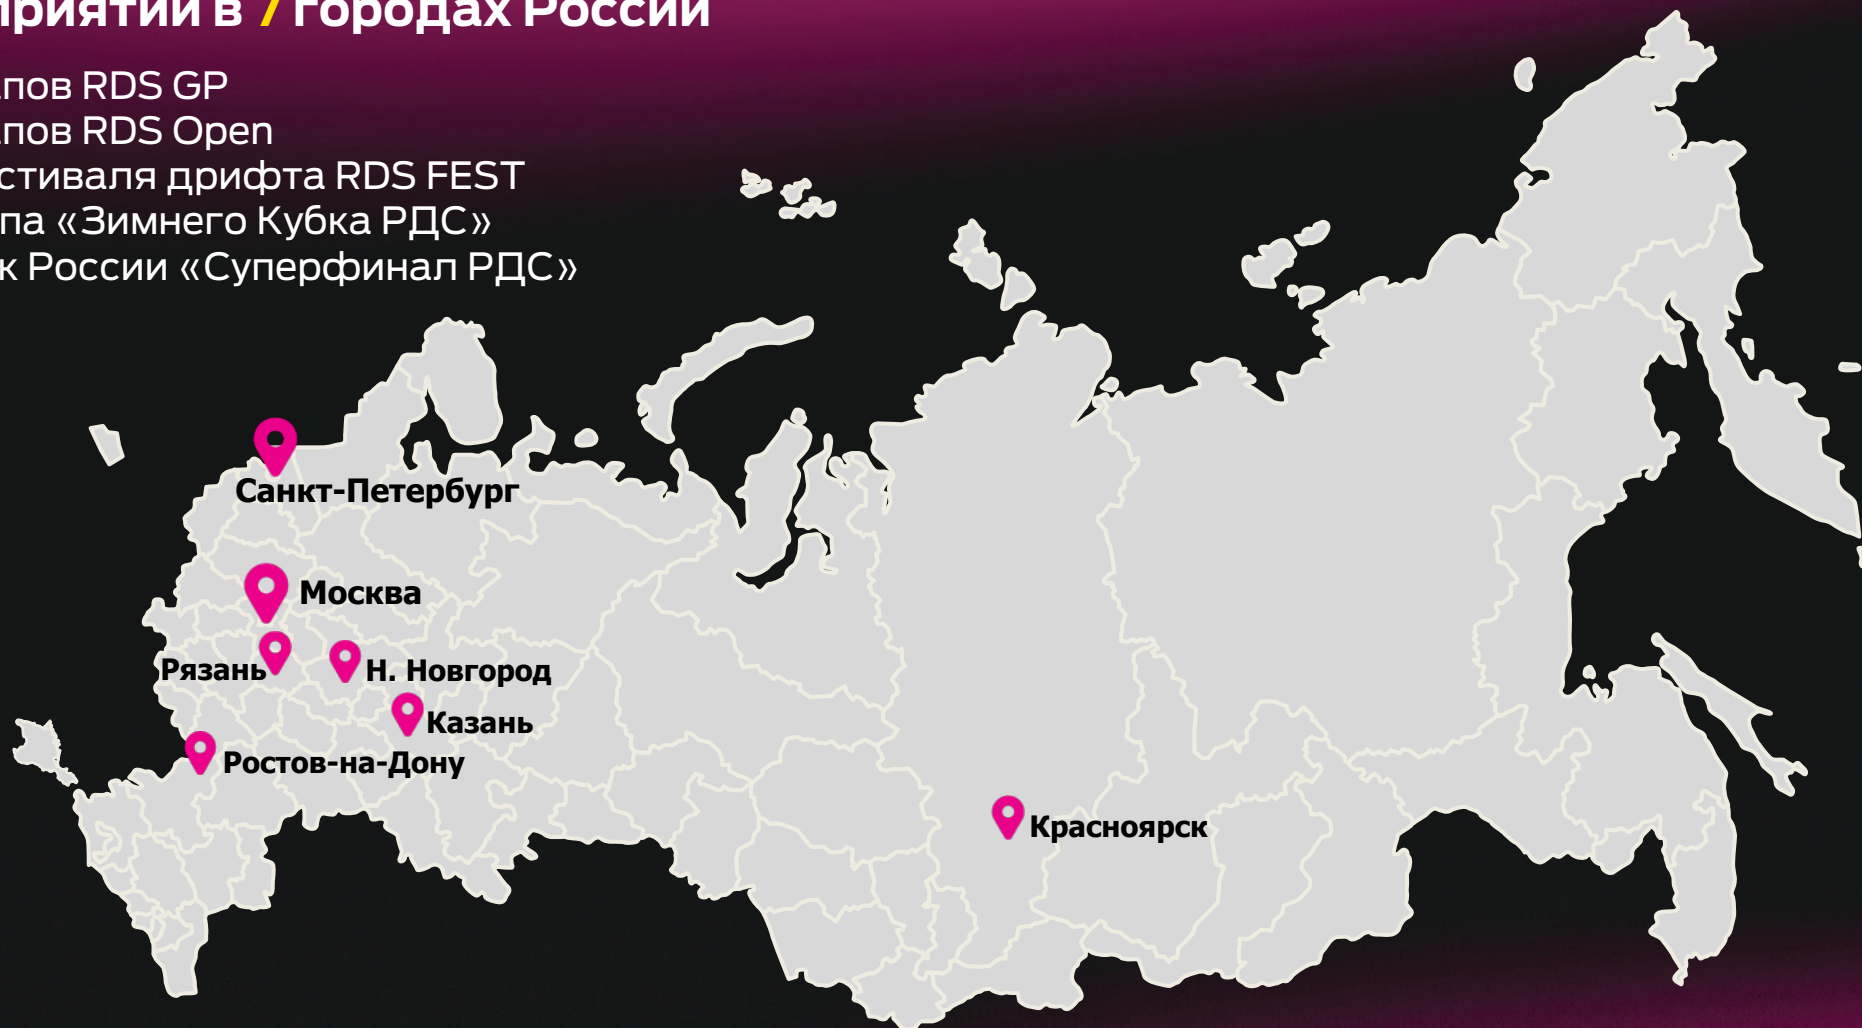 приятий в 7 городах России
пов RDS GP
пов RDS Open
стиваля дрифта RDS FEST
па «Зимнего Кубка РДС»
к России «Суперфинал РДС»
Санкт-Петербург
Москва
Рязань
Н. Новгород
Казань
Ростов-на-Дону
Красноярск